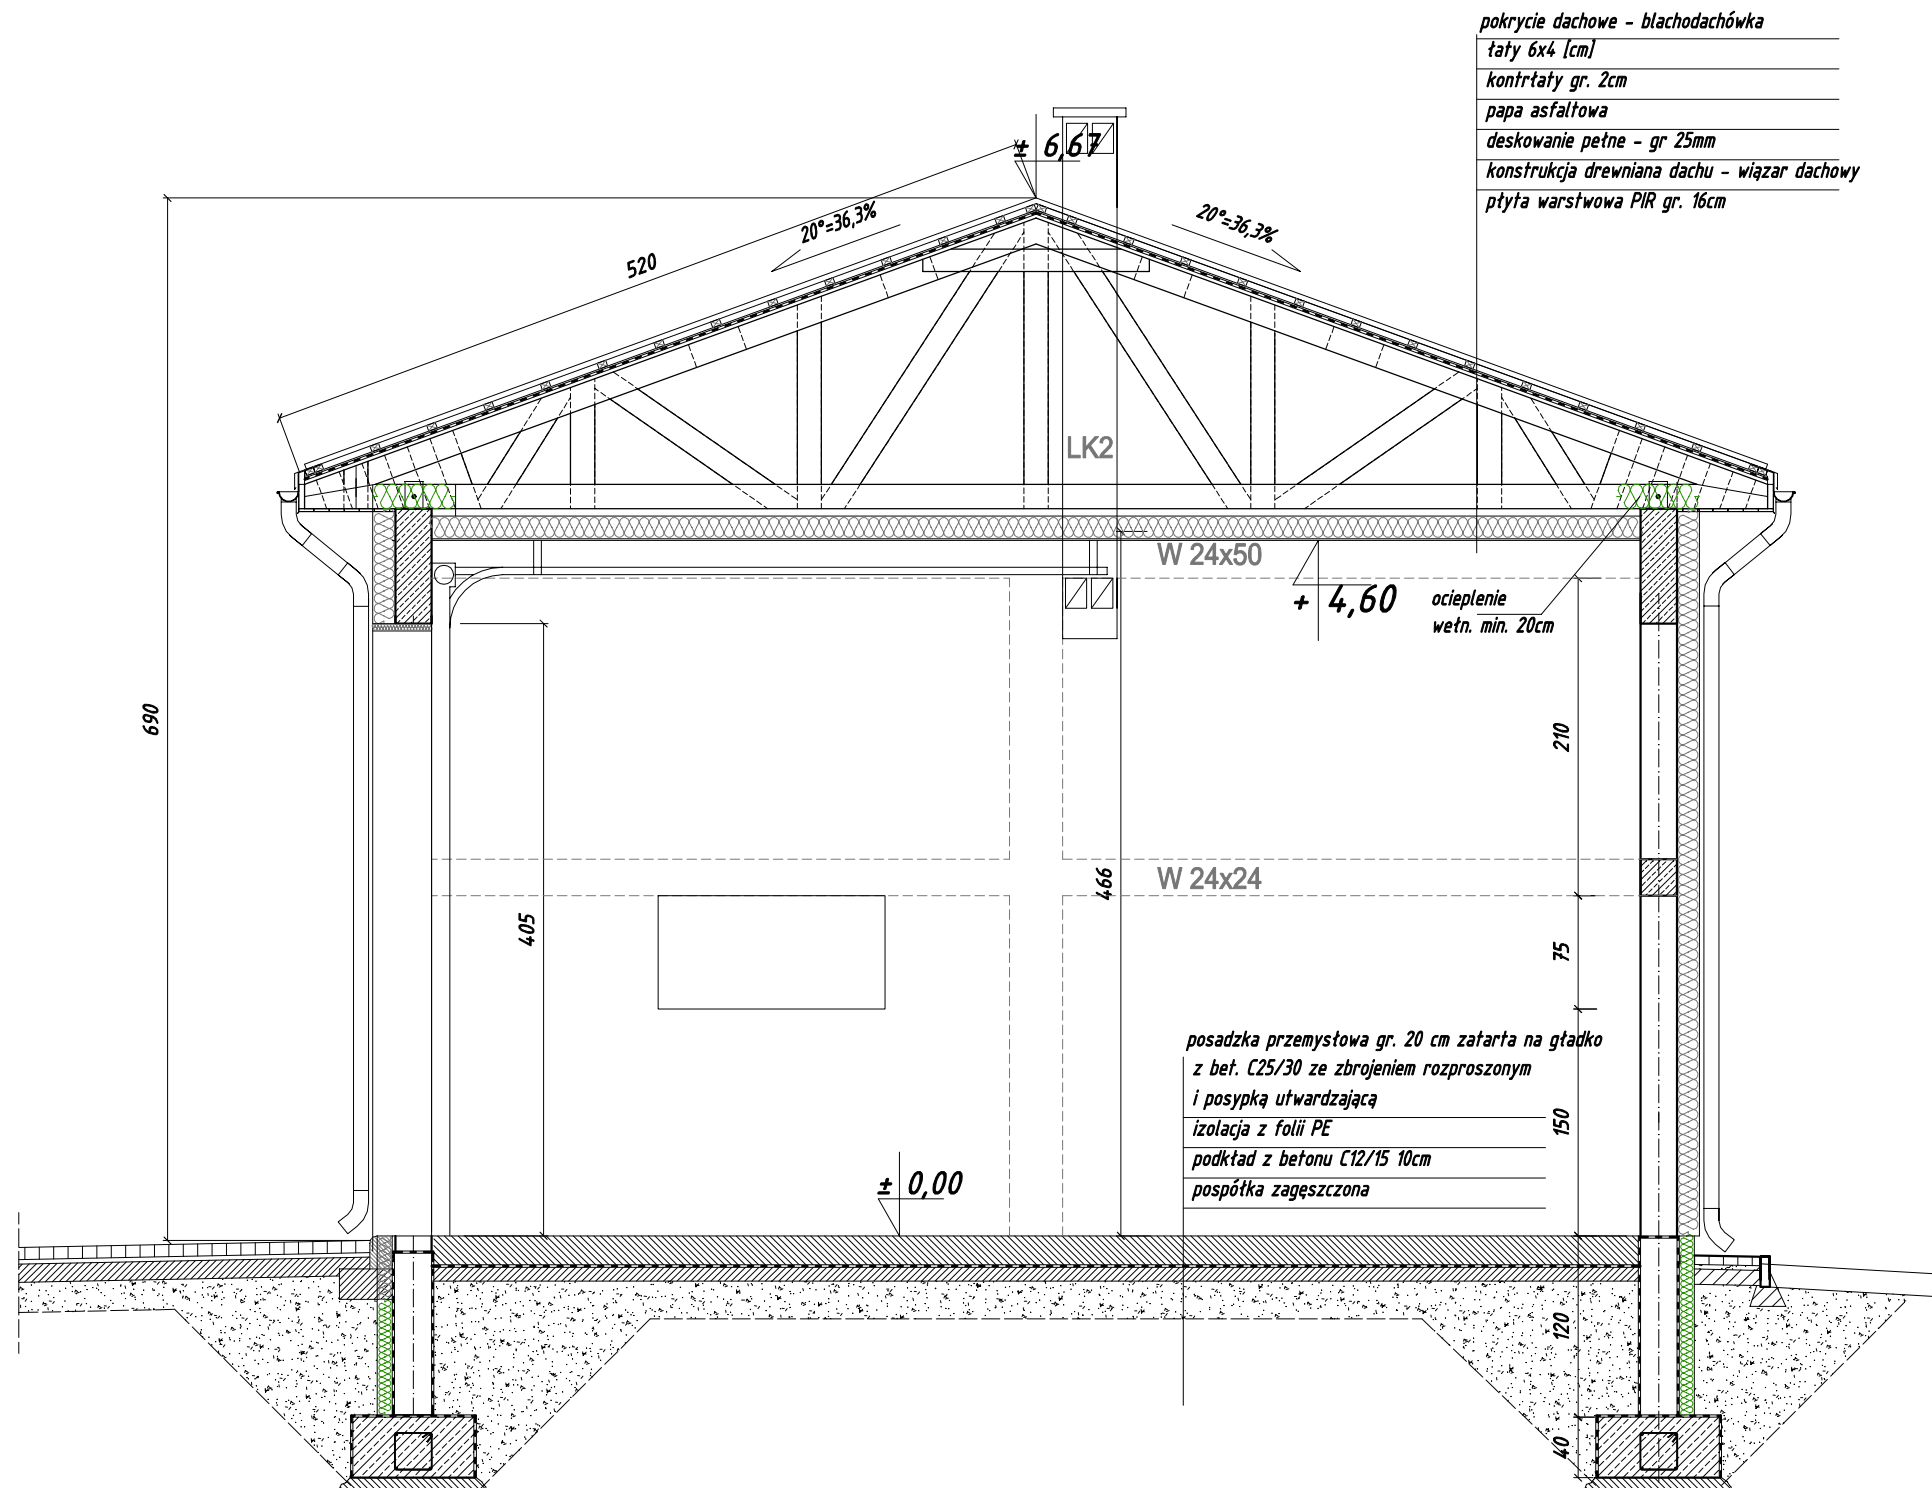 pokrycie dachowe - blachodachówka
łaty 6x4 [cm]
kontrłaty gr. 2cm
papa asfaltowa
deskowanie pełne - gr 25mm
konstrukcja drewniana dachu - wiązar dachowy
płyta warstwowa PIR gr. 16cm
± 6,67
20°=36,3%
20°=36,3%
520
LK2
W 24x50
+ 4,60
ocieplenie
wełn. min. 20cm
690
210
466
W 24x24
405
75
posadzka przemysłowa gr. 20 cm zatarta na gładko
z bet. C25/30 ze zbrojeniem rozproszonym
i posypką utwardzającą
izolacja z folii PE
podkład z betonu C12/15 10cm
pospółka zagęszczona
150
± 0,00
120
40